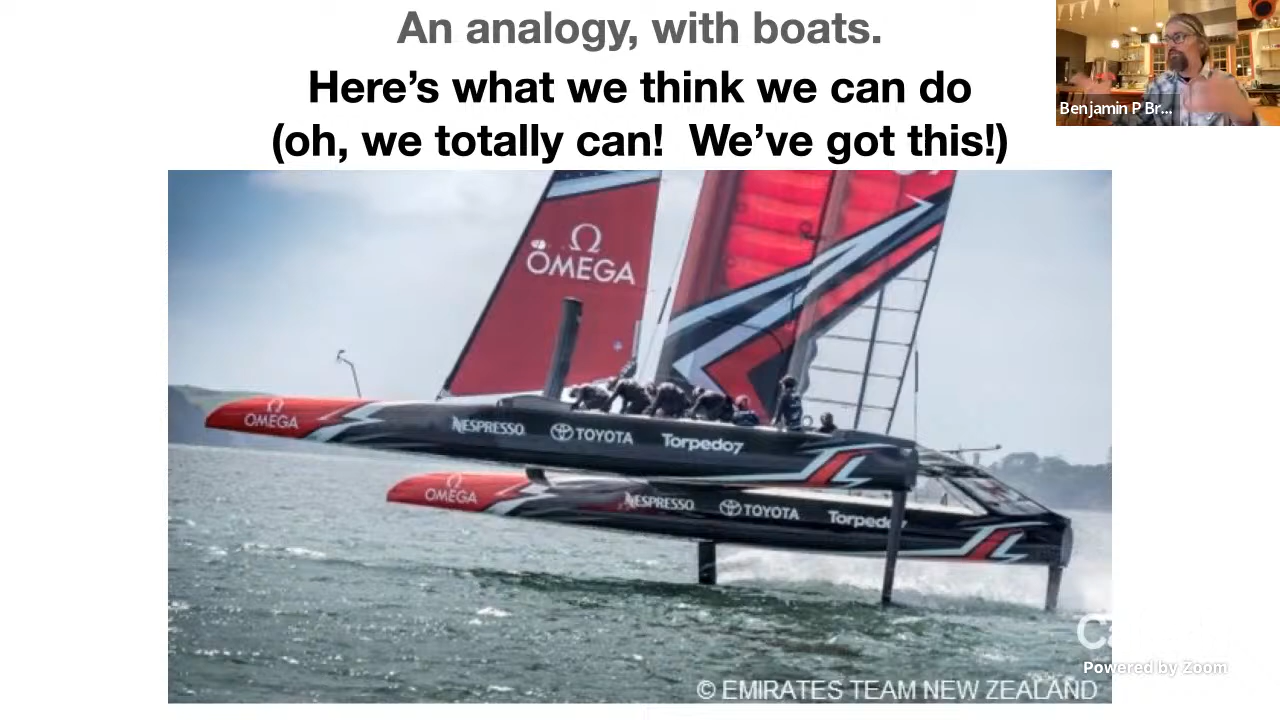 An analogy, with boats.
Here's what we think we can do
(oh, we totally can!  We've got this!)
Benjamin P Br...
Ω
OMEGA
OMEGA
NESPRESSO
TOYOTA
Torpedo7
OMEGA
NESPRESSO
TOYOTA
Torpedo7
Powered by Zoom
© EMIRATES TEAM NEW ZEALAND